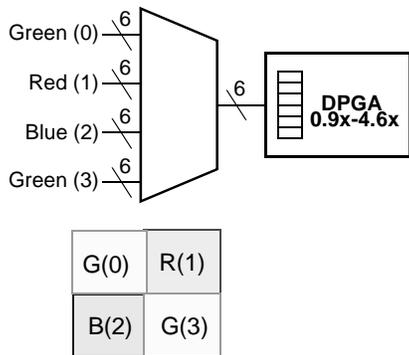 Green (0) 6
Red (1) 6
Blue (2) 6
Green (3) 6
6
DPGA
0.9x-4.6x
G(0) R(1)
B(2) G(3)